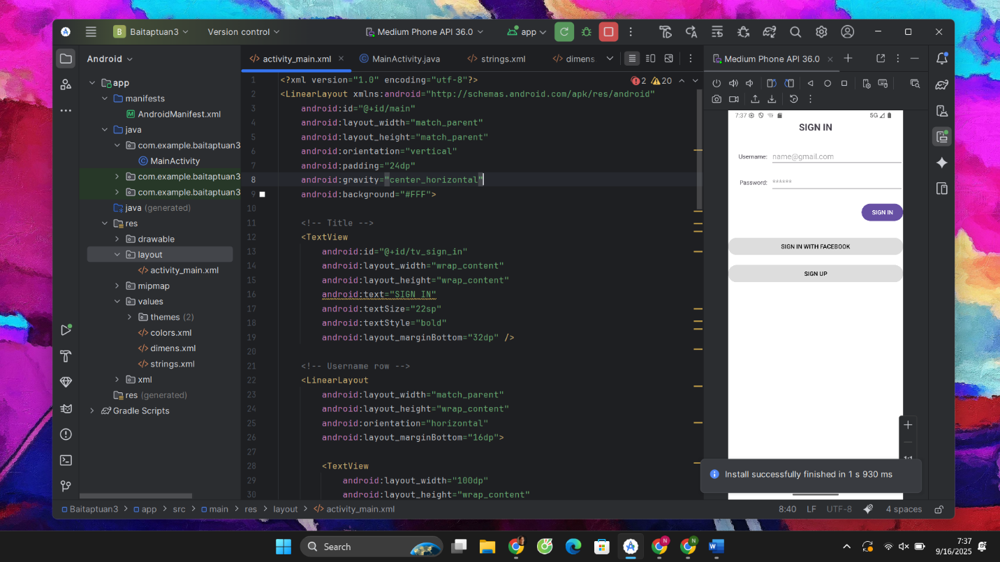 B Baitaptuan3 Version control Medium Phone API 36.0 app
Android
activity_main.xml MainActivity.java strings.xml dimens
Medium Phone API 36.0
app
manifests
AndroidManifest.xml
java
com.example.baitaptuan3
MainActivity
com.example.baitaptuan3
com.example.baitaptuan3
java (generated)
res
drawable
layout
activity_main.xml
mipmap
values
themes (2)
colors.xml
dimens.xml
strings.xml
xml
res (generated)
Gradle Scripts
2 20
1 <?xml version="1.0" encoding="utf-8"?>
2 <LinearLayout xmlns:android="http://schemas.android.com/apk/res/android"
3 android:id="@+id/main"
4 android:layout_width="match_parent"
5 android:layout_height="match_parent"
6 android:orientation="vertical"
7 android:padding="24dp"
8 android:gravity="center_horizontal"
9 android:background="#FFF">
10
11 <!-- Title -->
12 <TextView
13 android:id="@+id/tv_sign_in"
14 android:layout_width="wrap_content"
15 android:layout_height="wrap_content"
16 android:text="SIGN IN"
17 android:textSize="22sp"
18 android:textStyle="bold"
19 android:layout_marginBottom="32dp" />
20
21 <!-- Username row -->
22 <LinearLayout
23 android:layout_width="match_parent"
24 android:layout_height="wrap_content"
25 android:orientation="horizontal"
26 android:layout_marginBottom="16dp">
27
28 <TextView
29 android:layout_width="100dp"
30 android:layout_height="wrap_content"
7:37 5G
SIGN IN
Username: name@gmail.com
Password: ******
SIGN IN
SIGN IN WITH FACEBOOK
SIGN UP
Install successfully finished in 1 s 930 ms
Baitaptuan3 > app > src > main > res > layout > activity_main.xml
8:40 LF UTF-8 4 spaces
Search
N N W
7:37
9/16/2025